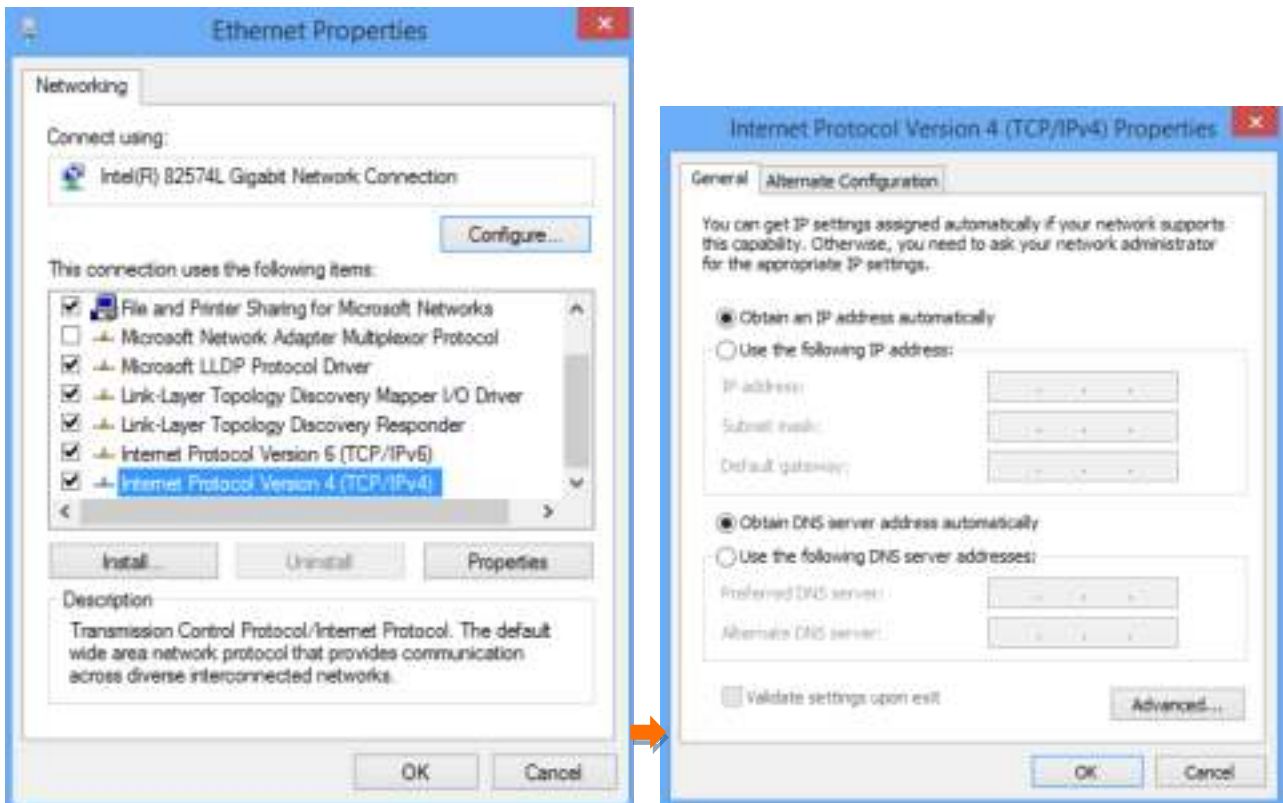 Ethernet Properties
Networking
Connect using:
Intel(R) 82574L Gigabit Network Connection
Configure...
This connection uses the following items:
File and Printer Sharing for Microsoft Networks
Microsoft Network Adapter Multiplexor Protocol
Microsoft LLDP Protocol Driver
Link-Layer Topology Discovery Mapper I/O Driver
Link-Layer Topology Discovery Responder
Internet Protocol Version 6 (TCP/IPv6)
Internet Protocol Version 4 (TCP/IPv4)
Install...
Uninstall
Properties
Description
Transmission Control Protocol/Internet Protocol. The default
wide area network protocol that provides communication
across diverse interconnected networks.
OK
Cancel
Internet Protocol Version 4 (TCP/IPv4) Properties
General
Alternate Configuration
You can get IP settings assigned automatically if your network supports
this capability. Otherwise, you need to ask your network administrator
for the appropriate IP settings.
Obtain an IP address automatically
Use the following IP address:
IP address:
Subnet mask:
Default gateway:
Obtain DNS server address automatically
Use the following DNS server addresses:
Preferred DNS server:
Alternate DNS server:
Validate settings upon exit
Advanced...
OK
Cancel